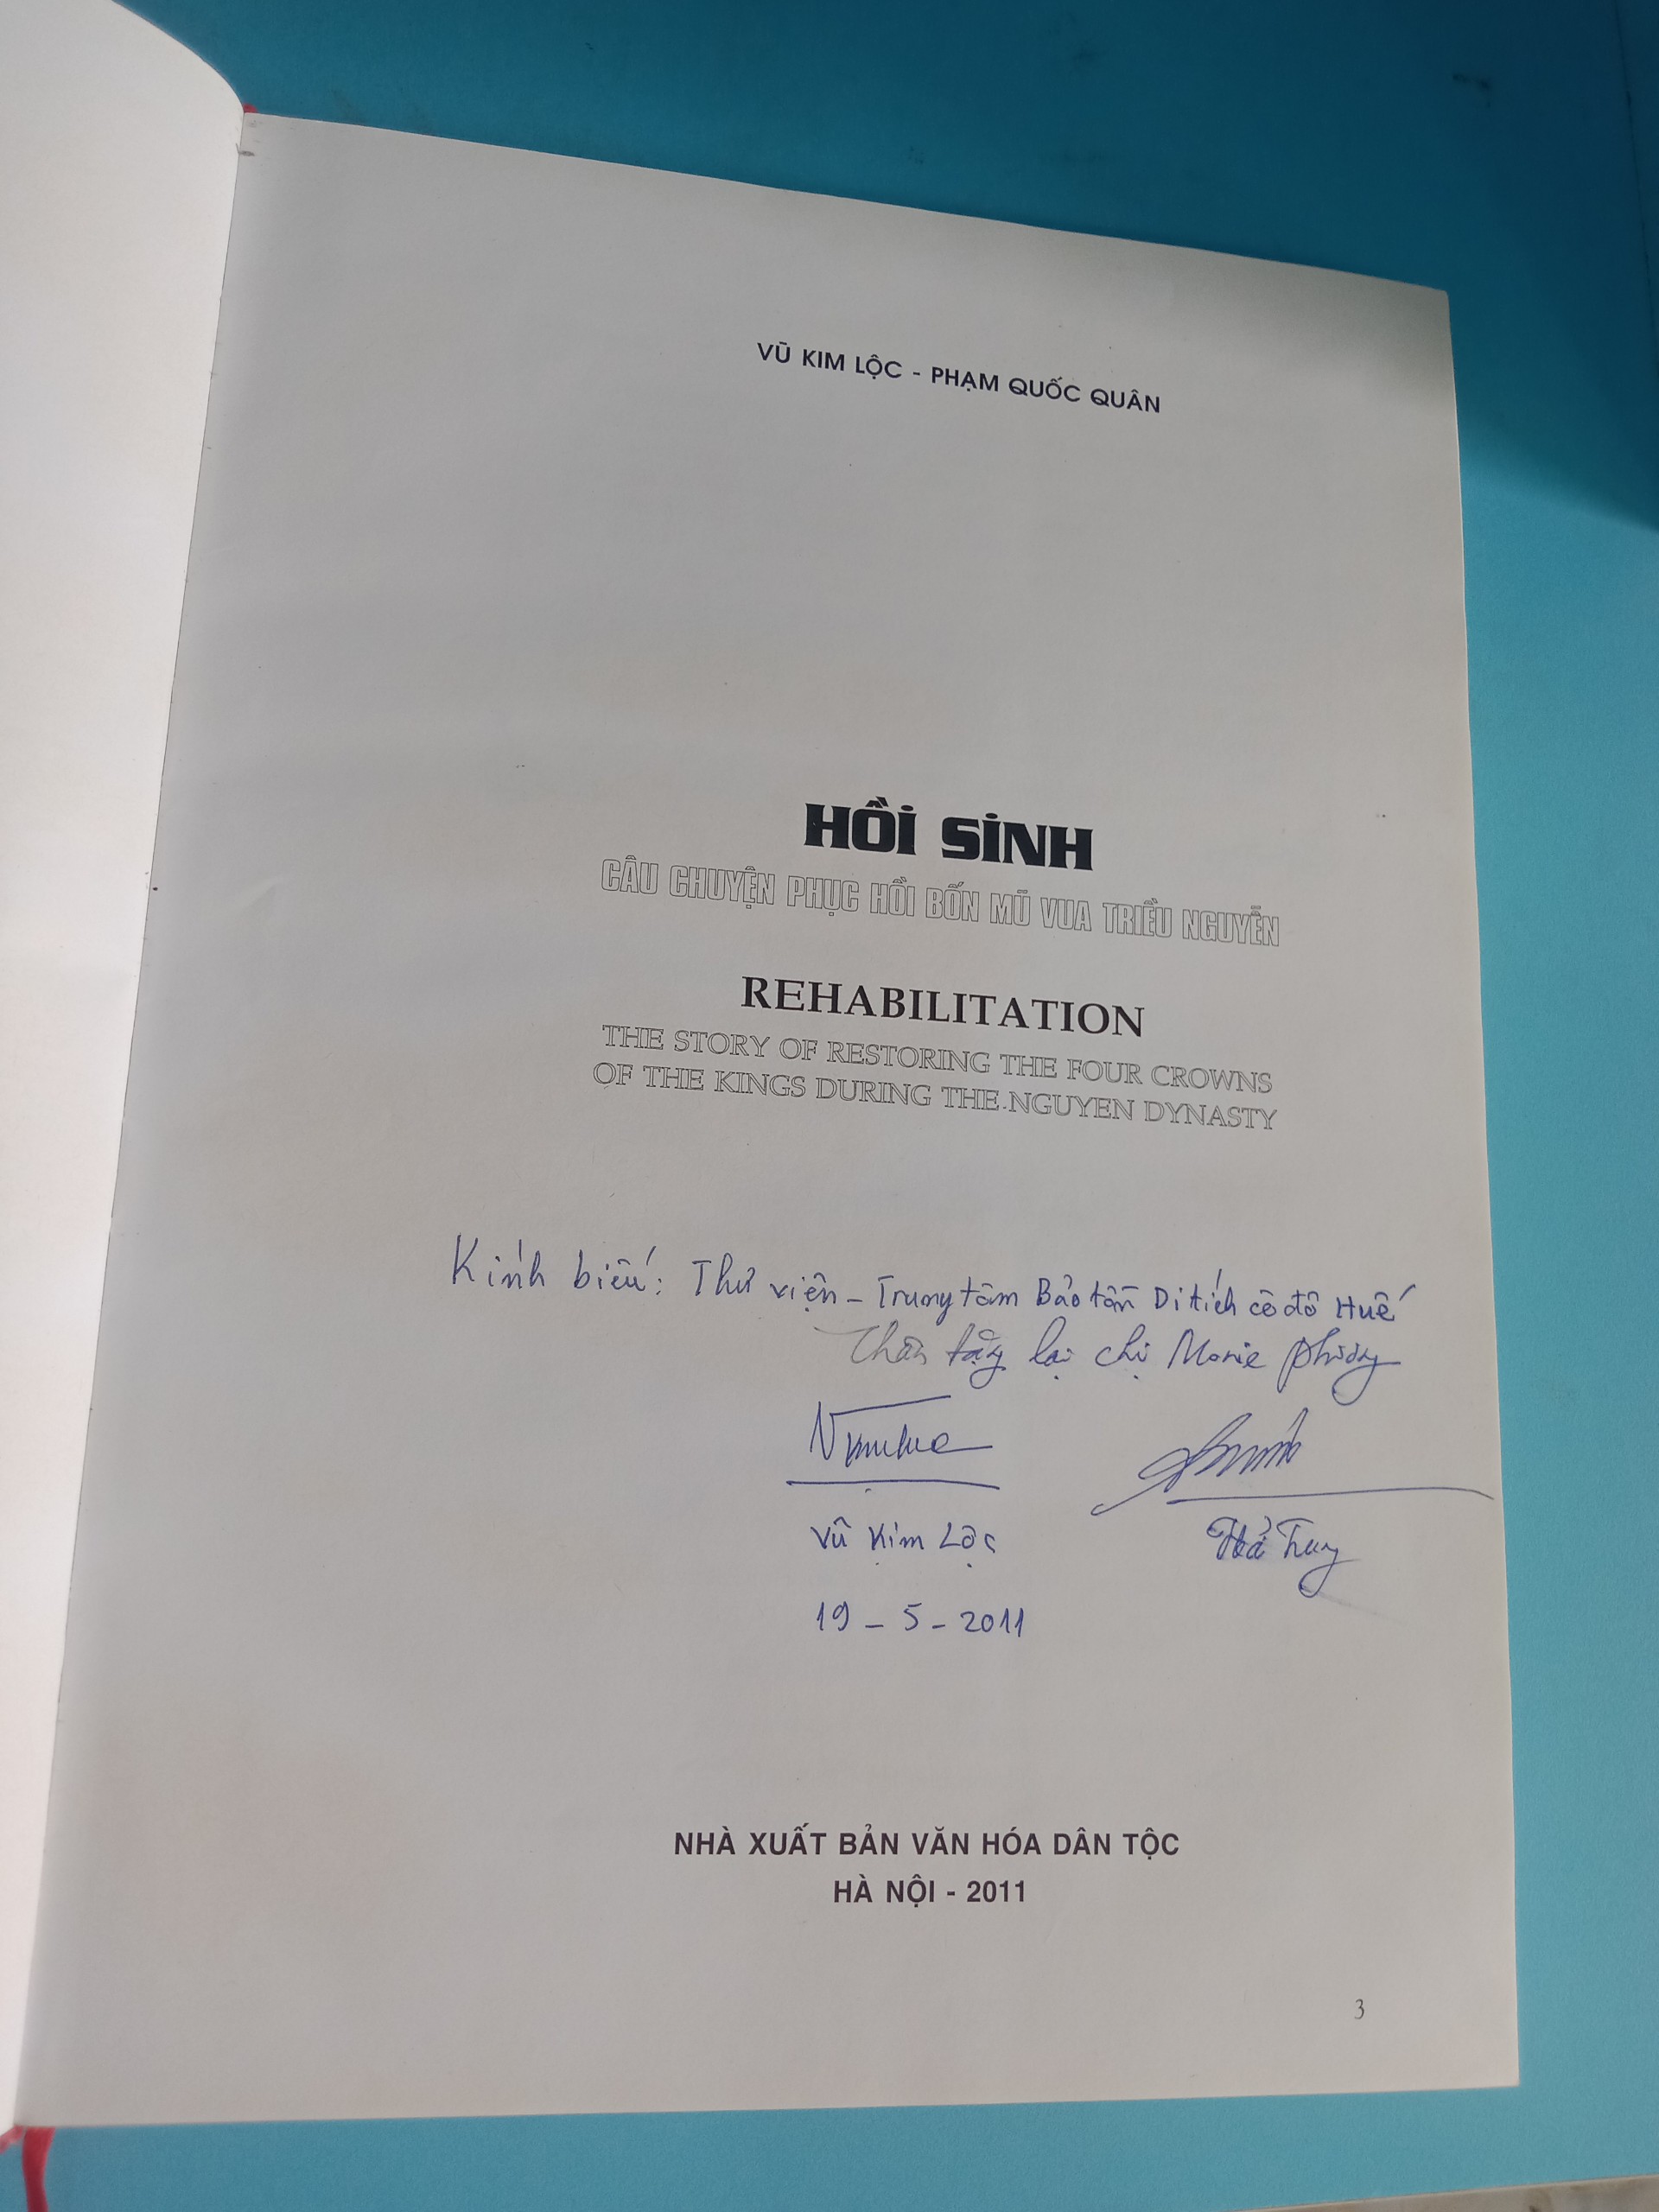 VŨ KIM LỘC - PHẠM QUỐC QUÂN
HỒI SINH
CÂU CHUYỆN PHỤC HỒI BỐN MŨ VUA TRIỀU NGUYỄN
REHABILITATION
THE STORY OF RESTORING THE FOUR CROWNS
OF THE KINGS DURING THE NGUYEN DYNASTY
Kính biếu: Thư viện - Trung tâm Bảo tồn Di tích cố đô Huế
Thân tặng lại chị Marie Phương
Vũ Kim Lộc
19 - 5 - 2011
NHÀ XUẤT BẢN VĂN HÓA DÂN TỘC
HÀ NỘI - 2011
3